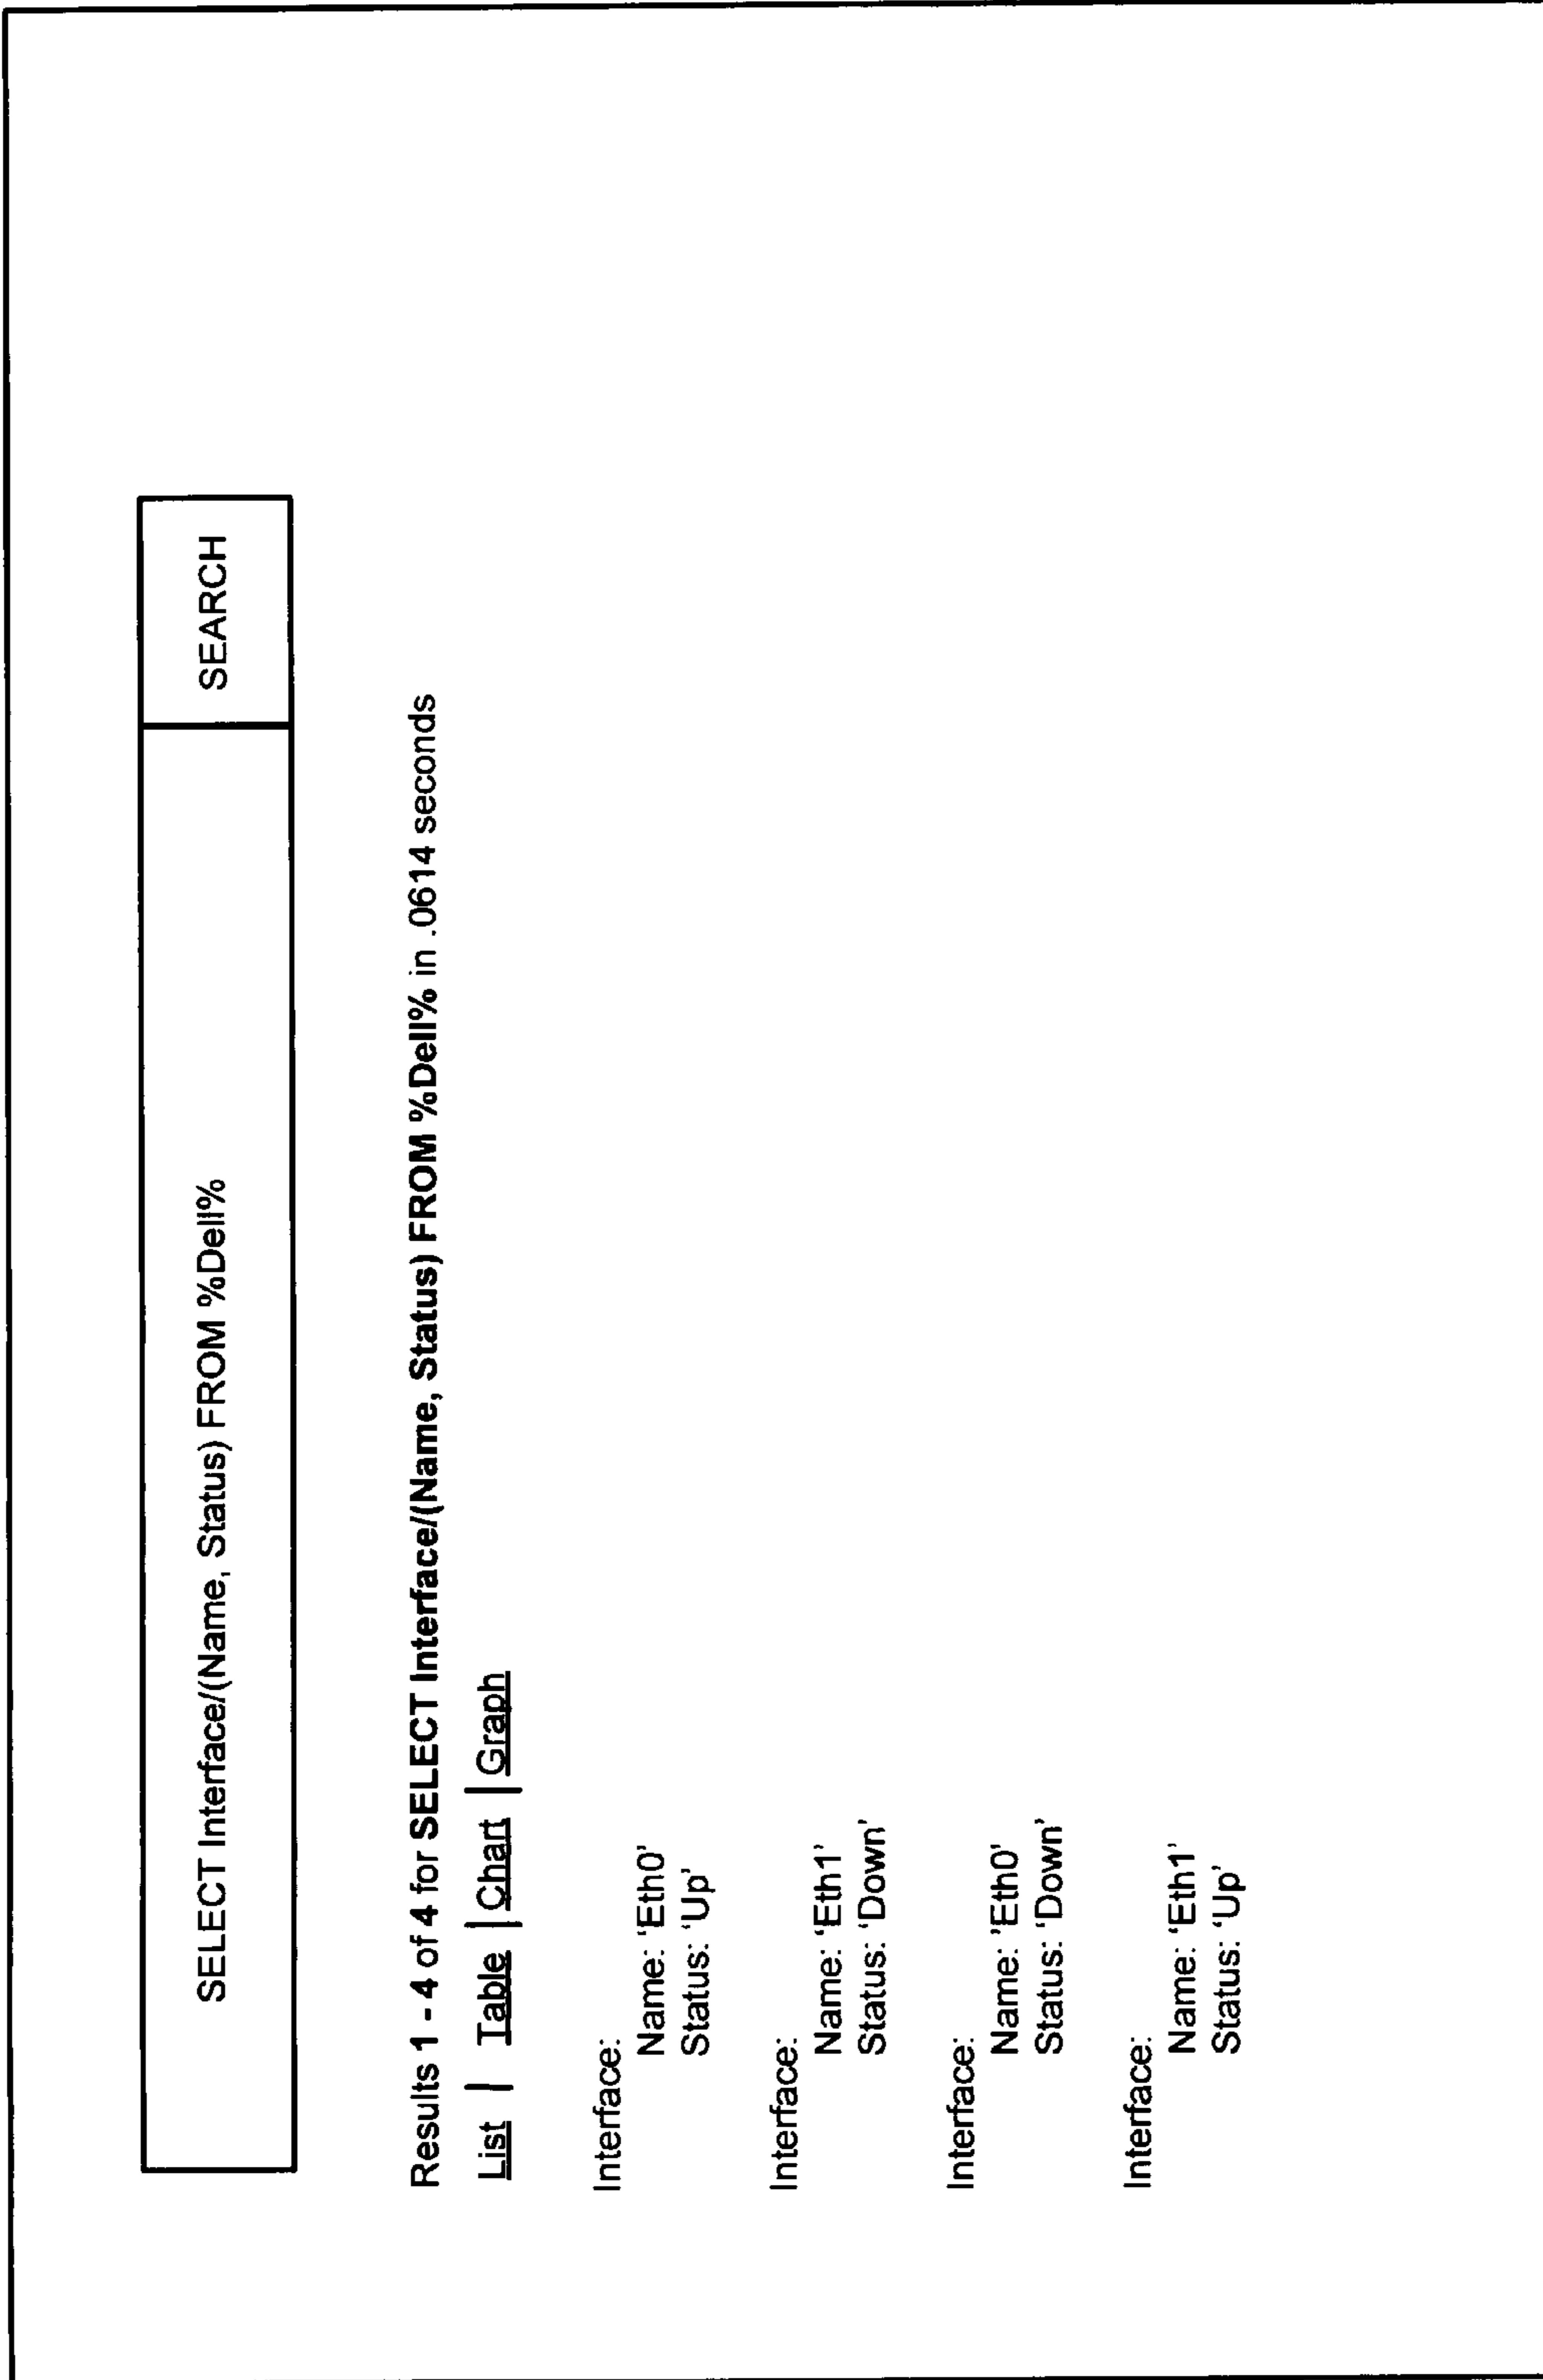 SELECT Interface/(Name, Status) FROM %Dell%
SEARCH
Results 1 - 4 of 4 for SELECT Interface/(Name, Status) FROM %Dell% in .0614 seconds
List | Table | Chart | Graph
Interface:
Name: 'Eth0'
Status: 'Up'
Interface:
Name: 'Eth1'
Status: 'Down'
Interface:
Name: 'Eth0'
Status: 'Down'
Interface:
Name: 'Eth1'
Status: 'Up'